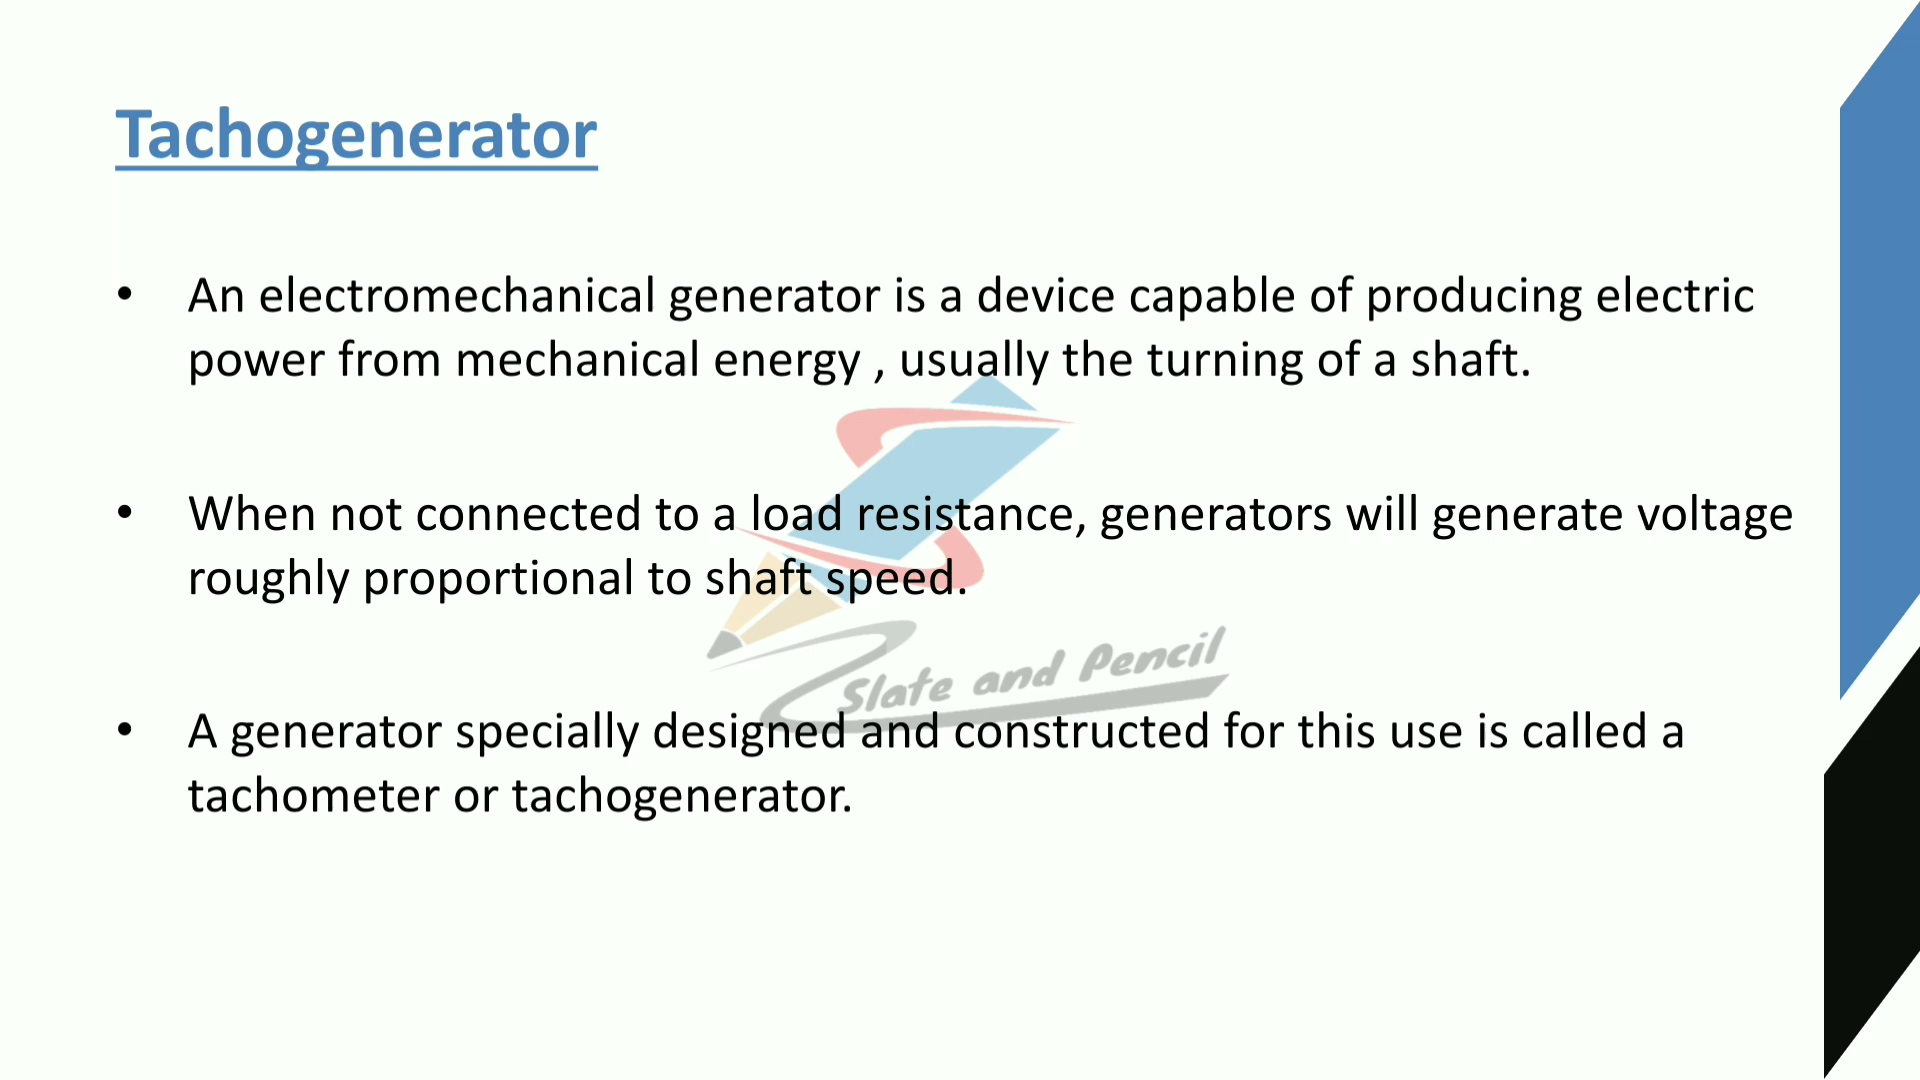 Tachogenerator
• An electromechanical generator is a device capable of producing electric
power from mechanical energy , usually the turning of a shaft.
• When not connected to a load resistance, generators will generate voltage
roughly proportional to shaft speed.
Slate and Pencil
• A generator specially designed and constructed for this use is called a
tachometer or tachogenerator.